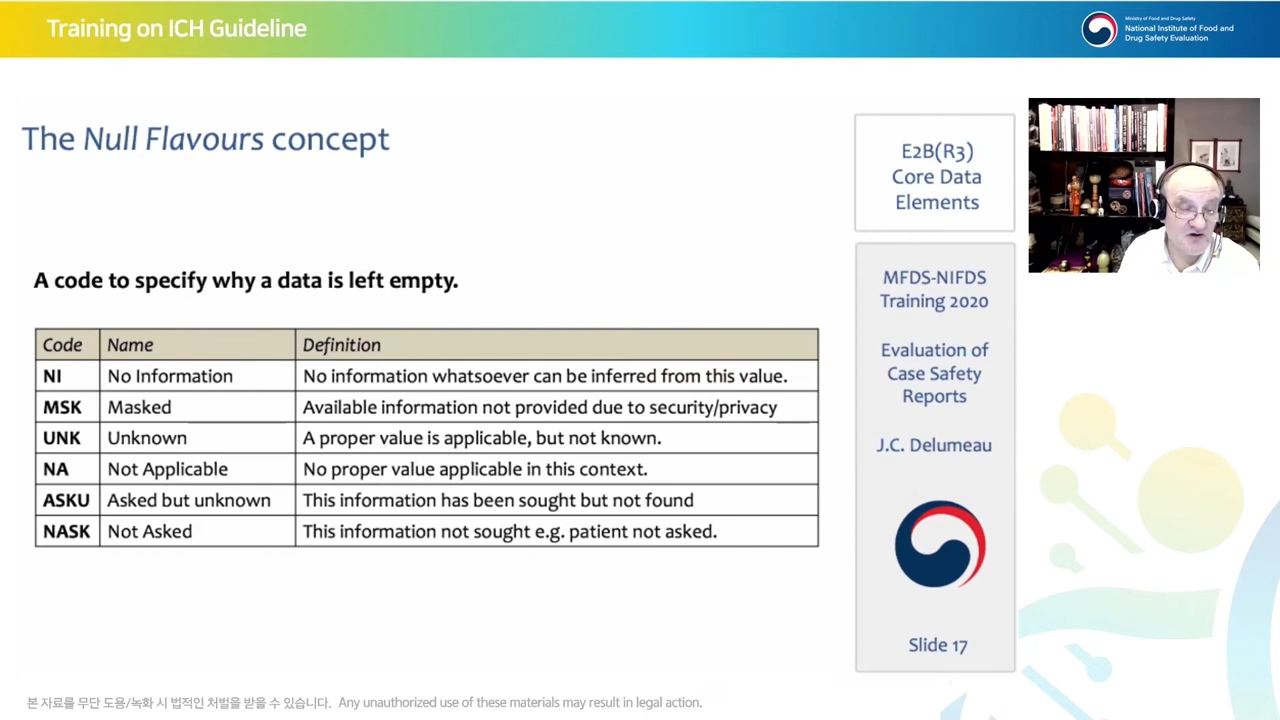 Training on ICH Guideline
Ministry of Food and Drug Safety
National Institute of Food and
Drug Safety Evaluation
The Null Flavours concept
A code to specify why a data is left empty.
Code Name Definition
NI No Information No information whatsoever can be inferred from this value.
MSK Masked Available information not provided due to security/privacy
UNK Unknown A proper value is applicable, but not known.
NA Not Applicable No proper value applicable in this context.
ASKU Asked but unknown This information has been sought but not found
NASK Not Asked This information not sought e.g. patient not asked.
E2B(R3)
Core Data
Elements
MFDS-NIFDS
Training 2020
Evaluation of
Case Safety
Reports
J.C. Delumeau
Slide 17
본 자료를 무단 도용/녹화 시 법적인 처벌을 받을 수 있습니다. Any unauthorized use of these materials may result in legal action.